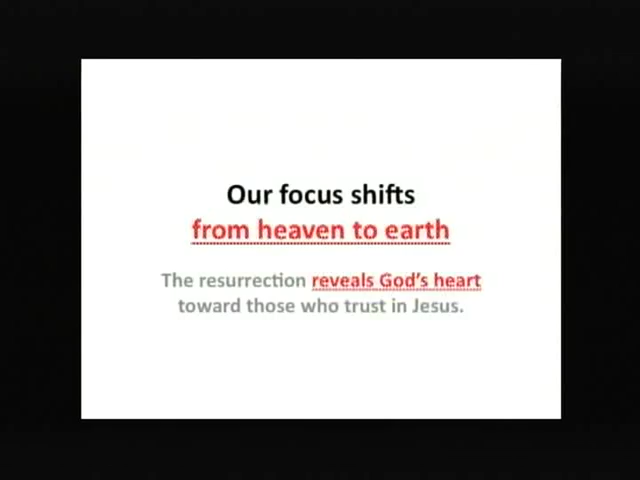 Our focus shifts
from heaven to earth
The resurrection reveals God's heart
toward those who trust in Jesus.